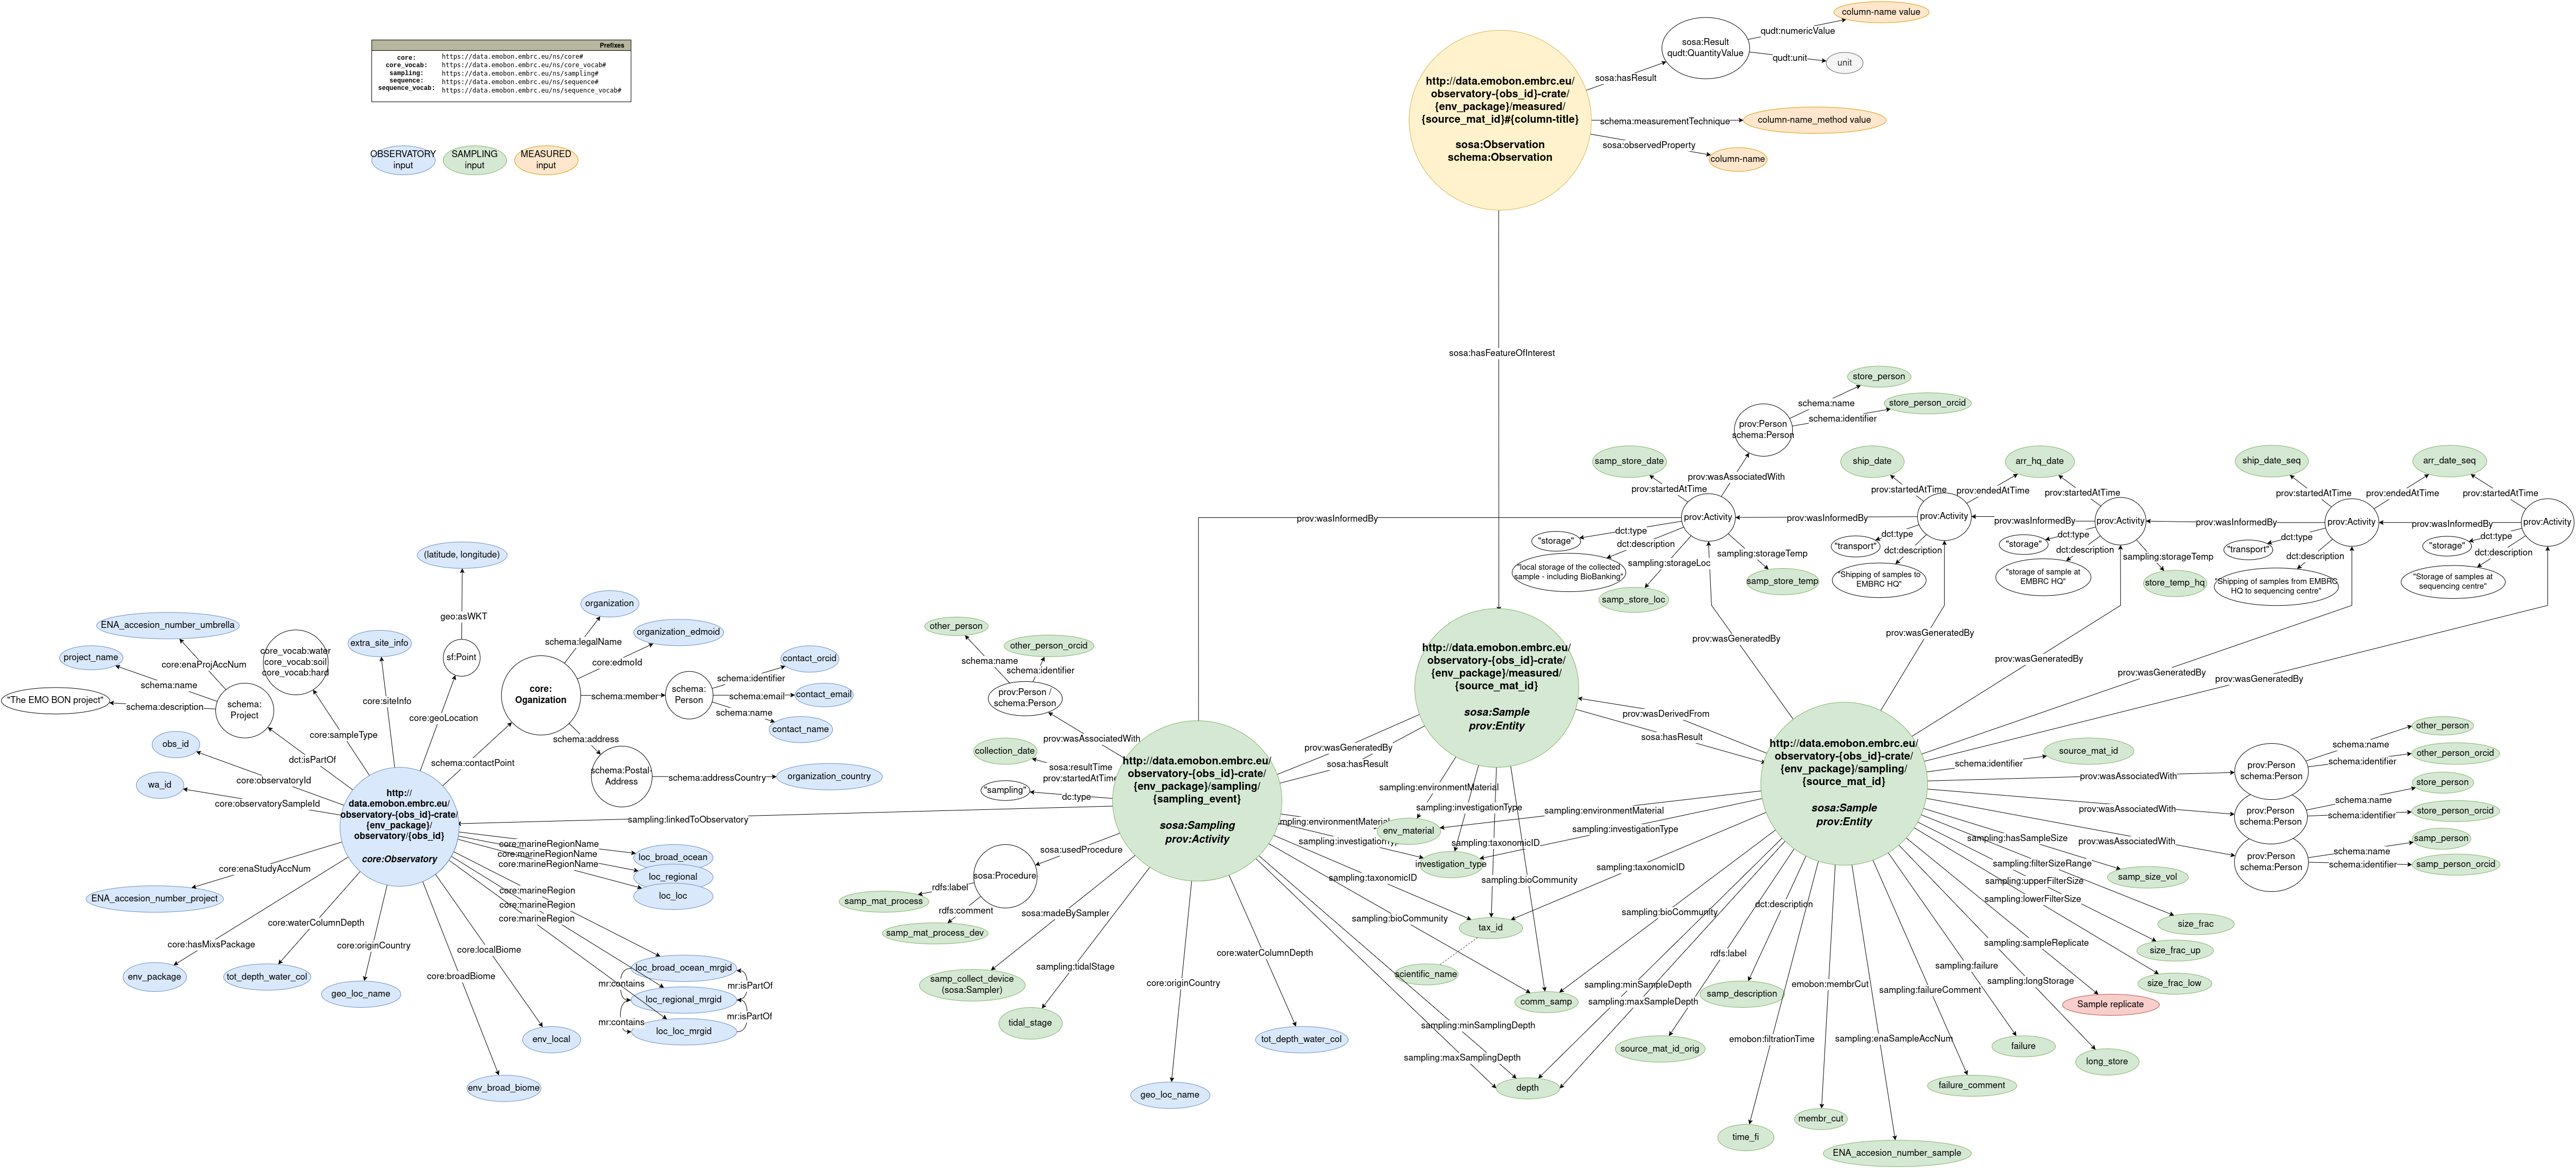 Prefixes
core: https://data.emobon.embrc.eu/ns/core#
core_vocab: https://data.emobon.embrc.eu/ns/core_vocab#
sampling: https://data.emobon.embrc.eu/ns/sampling#
sequence: https://data.emobon.embrc.eu/ns/sequence#
sequence_vocab: https://data.emobon.embrc.eu/ns/sequence_vocab#
OBSERVATORY
input
SAMPLING
input
MEASURED
input
http://data.emobon.embrc.eu/
observatory-{obs_id}-crate/
{env_package}/measured/
{source_mat_id}#{column-title}
sosa:Observation
schema:Observation
sosa:hasResult
sosa:Result
qudt:QuantityValue
qudt:numericValue
column-name value
qudt:unit
unit
schema:measurementTechnique
column-name_method value
sosa:observedProperty
column-name
sosa:hasFeatureOfInterest
store_person
schema:name
store_person_orcid
schema:identifier
prov:Person
schema:Person
prov:wasAssociatedWith
samp_store_date
prov:startedAtTime
prov:Activity
prov:wasInformedBy
dct:type
"storage"
dct:description
"local storage of the collected
sample - including BioBanking"
sampling:storageLoc
samp_store_loc
sampling:storageTemp
samp_store_temp
prov:wasInformedBy
ship_date
prov:startedAtTime
prov:Activity
prov:endedAtTime
arr_hq_date
dct:type
"transport"
dct:description
"Shipping of samples to
EMBRC HQ"
prov:wasInformedBy
prov:startedAtTime
prov:Activity
dct:type
"storage"
dct:description
"storage of sample at
EMBRC HQ"
sampling:storageTemp
store_temp_hq
prov:wasInformedBy
ship_date_seq
prov:startedAtTime
prov:Activity
prov:endedAtTime
arr_date_seq
dct:type
"transport"
dct:description
"Shipping of samples from EMBRC
HQ to sequencing centre"
prov:wasInformedBy
prov:startedAtTime
prov:Activity
dct:type
"storage"
dct:description
"Storage of samples at
sequencing centre"
prov:wasGeneratedBy
prov:wasGeneratedBy
prov:wasGeneratedBy
prov:wasGeneratedBy
prov:wasGeneratedBy
(latitude, longitude)
geo:asWKT
sf:Point
core:geoLocation
ENA_accesion_number_umbrella
core:enaProjAccNum
project_name
schema:name
"The EMO BON project"
schema:description
schema:
Project
dct:isPartOf
core_vocab:water
core_vocab:soil
core_vocab:hard
core:sampleType
extra_site_info
core:siteInfo
organization
schema:legalName
organization_edmoid
core:edmoId
core:
Oganization
schema:contactPoint
schema:member
schema:
Person
schema:identifier
contact_orcid
schema:email
contact_email
schema:name
contact_name
schema:address
schema:Postal-
Address
schema:addressCountry
organization_country
obs_id
core:observatoryId
wa_id
core:observatorySampleId
http://
data.emobon.embrc.eu/
observatory-{obs_id}-crate/
{env_package}/
observatory/{obs_id}
core:Observatory
core:enaStudyAccNum
ENA_accesion_number_project
core:hasMixsPackage
env_package
core:waterColumnDepth
tot_depth_water_col
core:originCountry
geo_loc_name
core:broadBiome
env_broad_biome
core:localBiome
env_local
core:marineRegionName
core:marineRegionName
core:marineRegionName
loc_broad_ocean
loc_regional
loc_loc
core:marineRegion
core:marineRegion
core:marineRegion
loc_broad_ocean_mrgid
loc_regional_mrgid
loc_loc_mrgid
mr:contains
mr:contains
mr:isPartOf
mr:isPartOf
sampling:linkedToObservatory
other_person
schema:name
other_person_orcid
schema:identifier
prov:Person /
schema:Person
prov:wasAssociatedWith
collection_date
sosa:resultTime
prov:startedAtTime
"sampling"
dc:type
http://data.emobon.embrc.eu/
observatory-{obs_id}-crate/
{env_package}/sampling/
{sampling_event}
sosa:Sampling
prov:Activity
sosa:usedProcedure
sosa:Procedure
rdfs:label
samp_mat_process
rdfs:comment
samp_mat_process_dev
sosa:madeBySampler
samp_collect_device
(sosa:Sampler)
sampling:tidalStage
tidal_stage
core:originCountry
geo_loc_name
core:waterColumnDepth
tot_depth_water_col
prov:wasGeneratedBy
sosa:hasResult
http://data.emobon.embrc.eu/
observatory-{obs_id}-crate/
{env_package}/measured/
{source_mat_id}
sosa:Sample
prov:Entity
prov:wasDerivedFrom
sosa:hasResult
sampling:environmentMaterial
sampling:investigationType
sampling:taxonomicID
sampling:bioCommunity
sampling:environmentMaterial
env_material
investigation_type
sampling:taxonomicID
sampling:bioCommunity
tax_id
scientific_name
comm_samp
sampling:minSamplingDepth
sampling:maxSamplingDepth
depth
sampling:environmentMaterial
sampling:investigationType
sampling:taxonomicID
sampling:bioCommunity
sampling:minSampleDepth
sampling:maxSampleDepth
http://data.emobon.embrc.eu/
observatory-{obs_id}-crate/
{env_package}/sampling/
{source_mat_id}
sosa:Sample
prov:Entity
schema:identifier
source_mat_id
prov:wasAssociatedWith
prov:Person
schema:Person
schema:name
other_person
schema:identifier
other_person_orcid
prov:wasAssociatedWith
prov:Person
schema:Person
schema:name
store_person
schema:identifier
store_person_orcid
prov:wasAssociatedWith
prov:Person
schema:Person
schema:name
samp_person
schema:identifier
samp_person_orcid
sampling:hasSampleSize
samp_size_vol
sampling:filterSizeRange
size_frac
sampling:upperFilterSize
size_frac_up
sampling:lowerFilterSize
size_frac_low
sampling:sampleReplicate
Sample replicate
sampling:longStorage
long_store
sampling:failure
failure
sampling:failureComment
failure_comment
sampling:enaSampleAccNum
ENA_accesion_number_sample
emobon:membrCut
membr_cut
emobon:filtrationTime
time_fi
dct:description
samp_description
rdfs:label
source_mat_id_orig